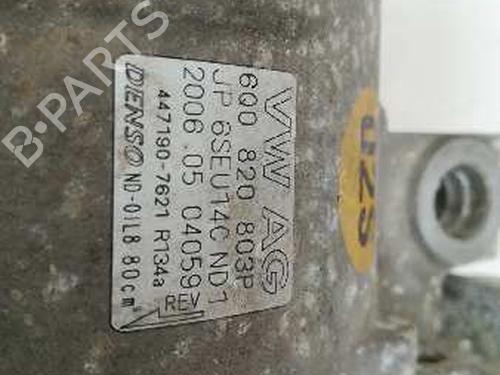 VW AG
6Q0 820 803P
JP 6SEU14C ND1
2006 05 04059
447190-7621 R134a
REV
DENSO ND-OIL8 80cm³
U2S
B-PARTS